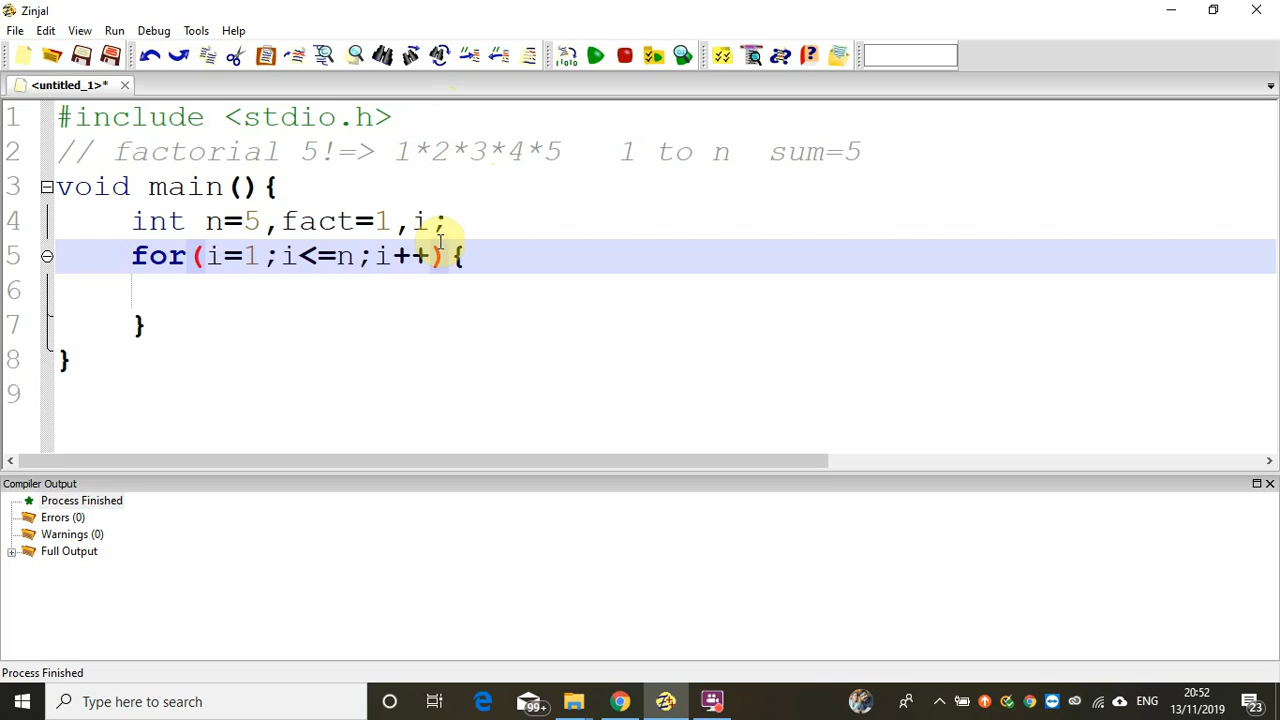 Zinjal
File Edit View Run Debug Tools Help
<untitled_1>*
1 #include <stdio.h>
2 // factorial 5!=> 1*2*3*4*5 1 to n sum=5
3 void main(){
4 int n=5,fact=1,i;
5 for(i=1;i<=n;i++){
6
7 }
8 }
9
Compiler Output
Process Finished
Errors (0)
Warnings (0)
Full Output
Process Finished
Type here to search
99+
ENG
20:52
13/11/2019
23